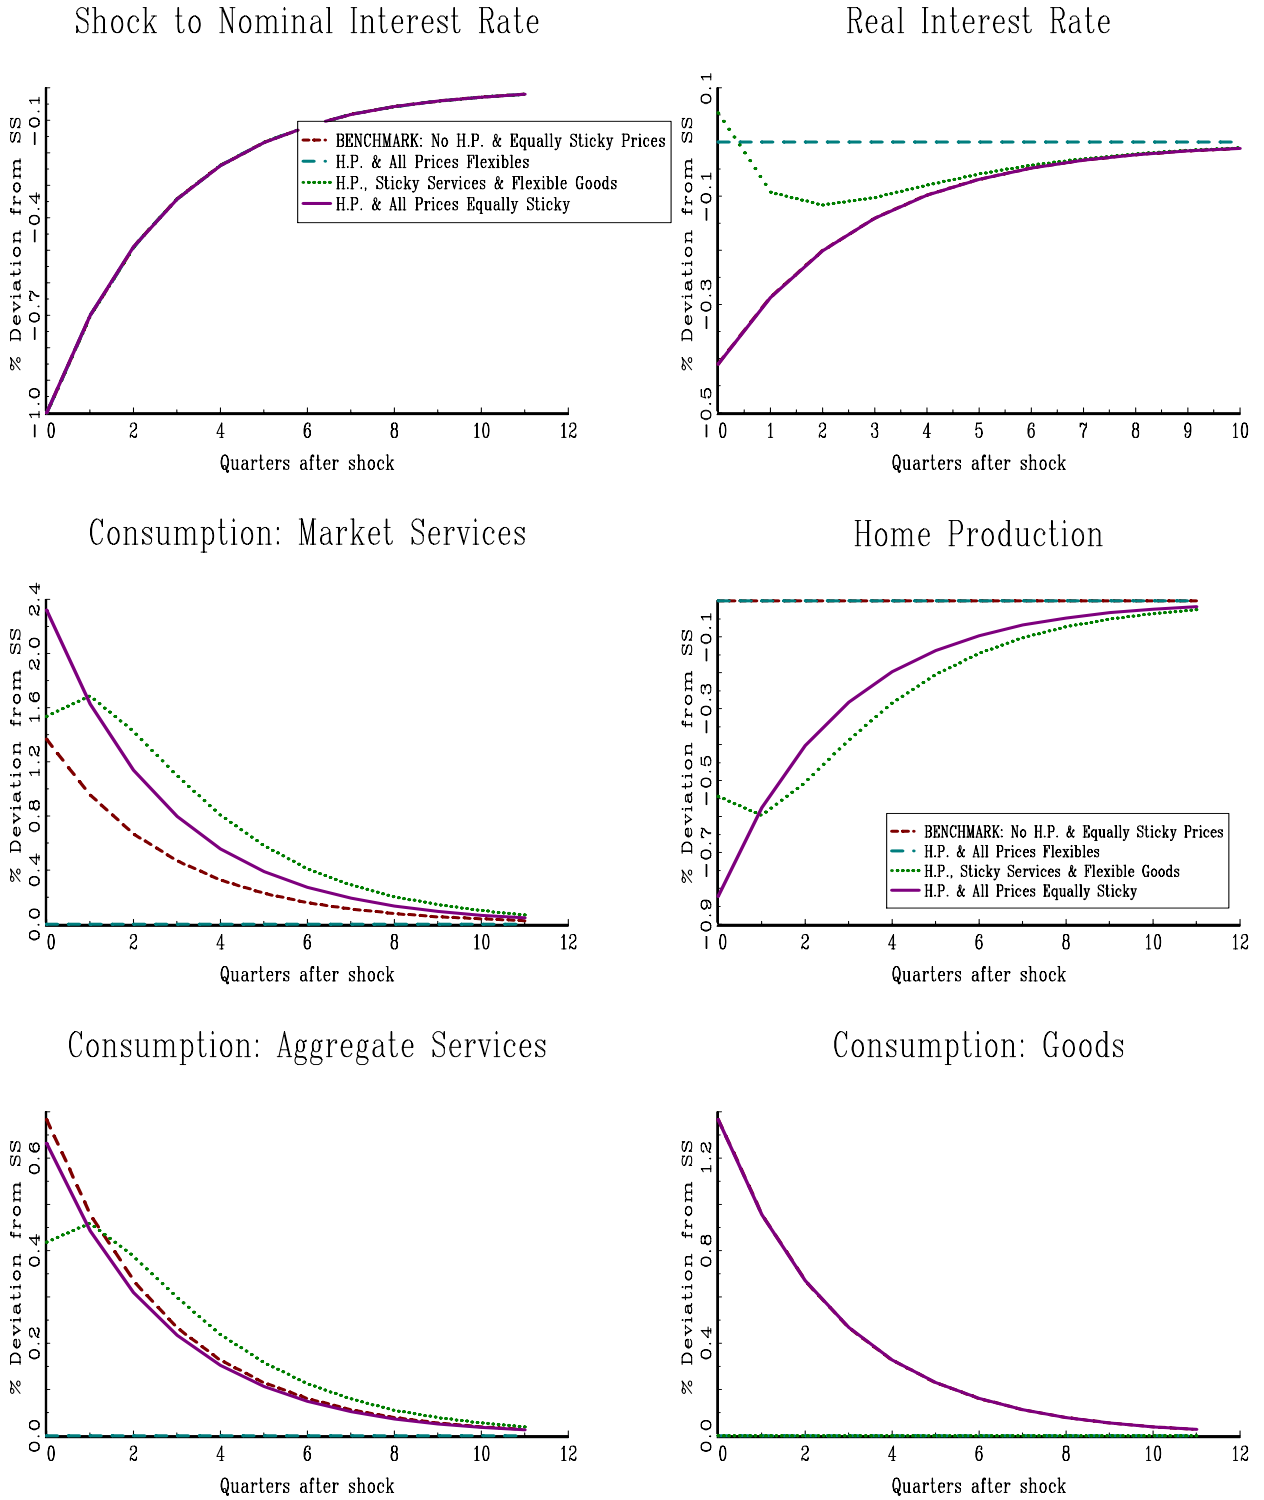 Shock to Nominal Interest Rate
% Deviation from SS
-1.0 -0.7 -0.4 -0.1
BENCHMARK: No H.P. & Equally Sticky Prices
H.P. & All Prices Flexibles
H.P., Sticky Services & Flexible Goods
H.P. & All Prices Equally Sticky
0 2 4 6 8 10 12
Quarters after shock
Real Interest Rate
% Deviation from SS
-0.5 -0.3 -0.1 0.1
0 1 2 3 4 5 6 7 8 9 10
Quarters after shock
Consumption: Market Services
% Deviation from SS
0.0 0.4 0.8 1.2 1.6 2.0 2.4
0 2 4 6 8 10 12
Quarters after shock
Home Production
% Deviation from SS
-0.9 -0.7 -0.5 -0.3 -0.1
BENCHMARK: No H.P. & Equally Sticky Prices
H.P. & All Prices Flexibles
H.P., Sticky Services & Flexible Goods
H.P. & All Prices Equally Sticky
0 2 4 6 8 10 12
Quarters after shock
Consumption: Aggregate Services
% Deviation from SS
0.0 0.2 0.4 0.6
0 2 4 6 8 10 12
Quarters after shock
Consumption: Goods
% Deviation from SS
0.0 0.4 0.8 1.2
0 2 4 6 8 10 12
Quarters after shock